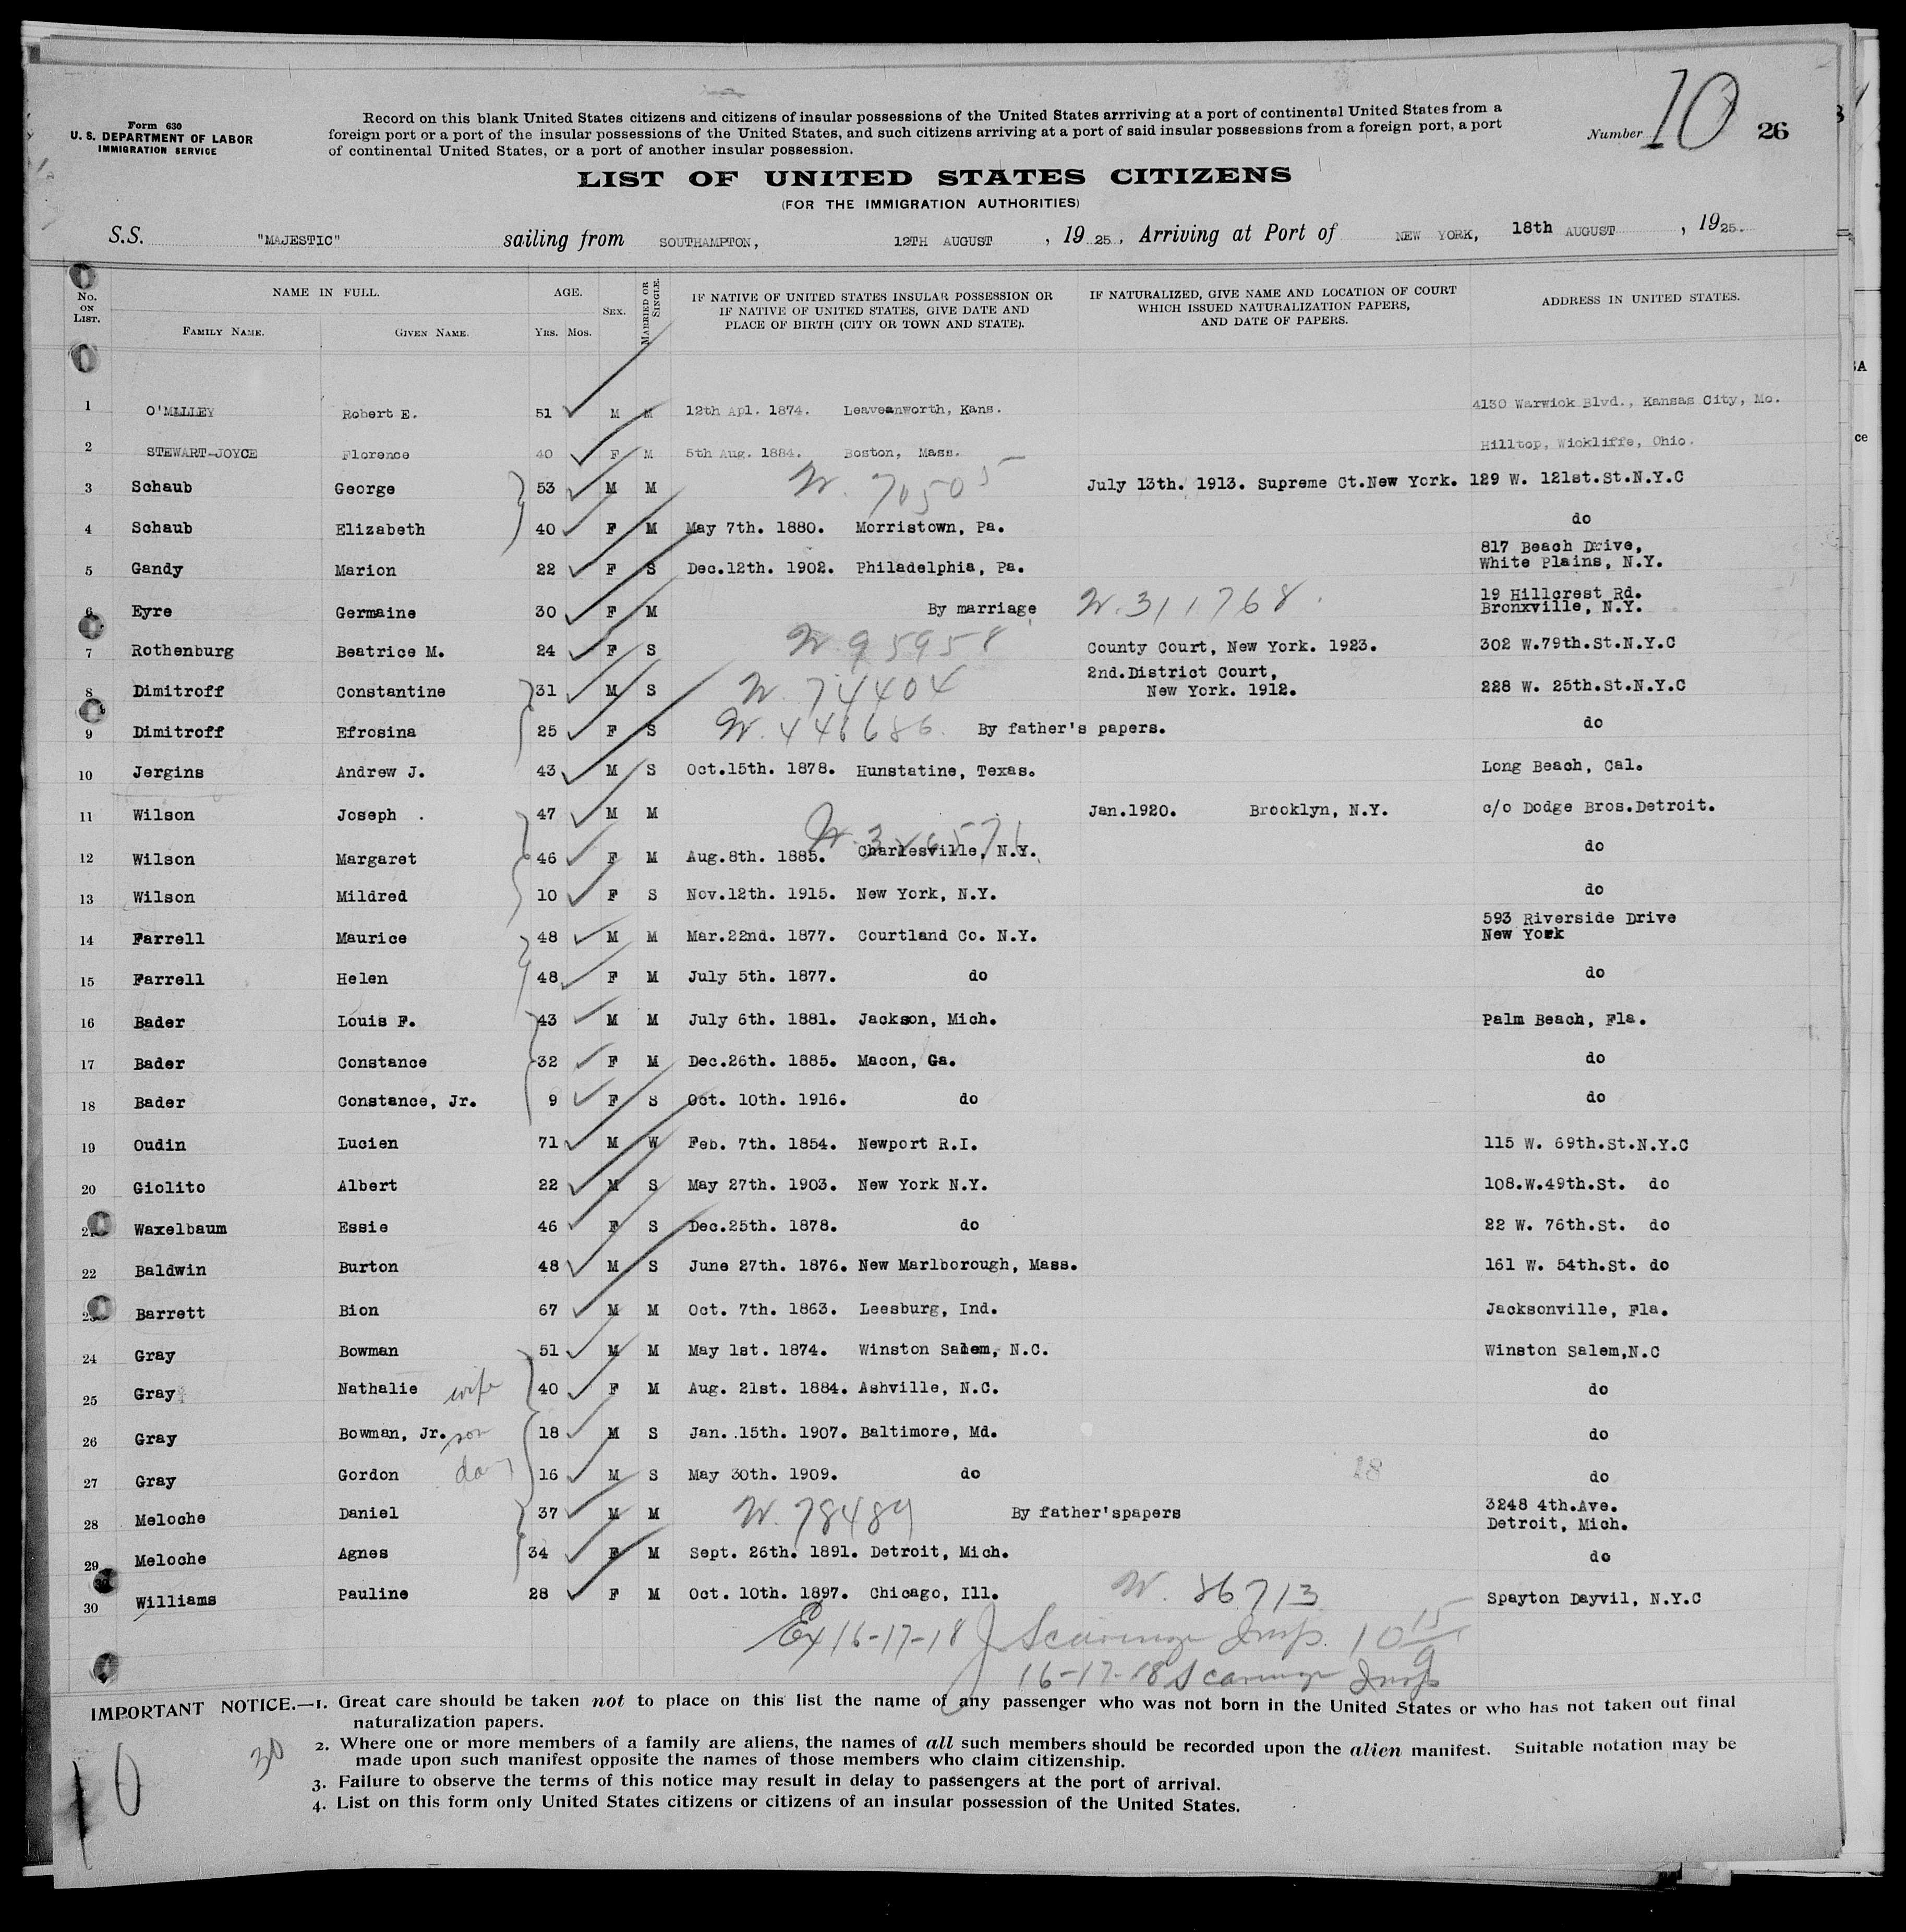 Form 630
U. S. DEPARTMENT OF LABOR
IMMIGRATION SERVICE
Record on this blank United States citizens and citizens of insular possessions of the United States arrriving at a port of continental United States from a
foreign port or a port of the insular possessions of the United States, and such citizens arriving at a port of said insular possessions from a foreign port, a port
of continental United States, or a port of another insular possession.
Number 10 26
LIST OF UNITED STATES CITIZENS
(FOR THE IMMIGRATION AUTHORITIES)
S.S. "MAJESTIC" sailing from SOUTHAMPTON, 12TH AUGUST, 1925, Arriving at Port of NEW YORK, 18th AUGUST, 1925.
No. ON LIST. NAME IN FULL. AGE. SEX. MARRIED OR SINGLE. IF NATIVE OF UNITED STATES INSULAR POSSESSION OR IF NATIVE OF UNITED STATES, GIVE DATE AND PLACE OF BIRTH (CITY OR TOWN AND STATE). IF NATURALIZED, GIVE NAME AND LOCATION OF COURT WHICH ISSUED NATURALIZATION PAPERS, AND DATE OF PAPERS. ADDRESS IN UNITED STATES.
FAMILY NAME. GIVEN NAME. YRS. MOS.
1 O'MALLEY Robert E. 51 M M 12th Apl. 1874. Leaveanworth, Kans. 4130 Warwick Blvd., Kansas City, Mo.
2 STEWART-JOYCE Florence 40 F M 5th Aug. 1884. Boston, Mass. Hilltop, Wickliffe, Ohio.
3 Schaub George 53 M M N. 70505 July 13th. 1913. Supreme Ct.New York. 129 W. 121st.St.N.Y.C
4 Schaub Elizabeth 40 F M May 7th. 1880. Morristown, Pa. do
5 Gandy Marion 22 F S Dec.12th. 1902. Philadelphia, Pa. 817 Beach Drive, White Plains, N.Y.
6 Eyre Germaine 30 F M By marriage N. 311768. 19 Hillcrest Rd. Bronxville, N.Y.
7 Rothenburg Beatrice M. 24 F S N 95958 County Court, New York. 1923. 302 W.79th.St.N.Y.C
8 Dimitroff Constantine 31 M S N. 74404 2nd.District Court, New York. 1912. 228 W. 25th.St.N.Y.C
9 Dimitroff Efrosina 25 F S N. 446686. By father's papers. do
10 Jergins Andrew J. 43 M S Oct.15th. 1878. Hunstatine, Texas. Long Beach, Cal.
11 Wilson Joseph . 47 M M Jan.1920. Brooklyn, N.Y. c/o Dodge Bros.Detroit.
12 Wilson Margaret 46 F M Aug.8th. 1885. Charlesville, N.Y. do
13 Wilson Mildred 10 F S Nov.12th. 1915. New York, N.Y. do
14 Farrell Maurice 48 M M Mar.22nd. 1877. Courtland Co. N.Y. 593 Riverside Drive New York
15 Farrell Helen 48 F M July 5th. 1877. do do
16 Bader Louis F. 43 M M July 6th. 1881. Jackson, Mich. Palm Beach, Fla.
17 Bader Constance 32 F M Dec.26th. 1885. Macon, Ga. do
18 Bader Constance, Jr. 9 F S Oct. 10th. 1916. do do
19 Oudin Lucien 71 M W Feb. 7th. 1854. Newport R.I. 115 W. 69th.St.N.Y.C
20 Giolito Albert 22 M S May 27th. 1903. New York N.Y. 108.W.49th.St. do
21 Waxelbaum Essie 46 F S Dec.25th. 1878. do 22 W. 76th.St. do
22 Baldwin Burton 48 M S June 27th. 1876. New Marlborough, Mass. 161 W. 54th.St. do
23 Barrett Bion 67 M M Oct. 7th. 1863. Leesburg, Ind. Jacksonville, Fla.
24 Gray Bowman 51 M M May 1st. 1874. Winston Salem, N.C. Winston Salem,N.C
25 Gray Nathalie wife 40 F M Aug. 21st. 1884. Ashville, N.C. do
26 Gray Bowman, Jr. son 18 M S Jan. .15th. 1907. Baltimore, Md. do
27 Gray Gordon do 16 M S May 30th. 1909. do 18 do
28 Meloche Daniel 37 M M N. 78489 By father'spapers 3248 4th.Ave. Detroit, Mich.
29 Meloche Agnes 34 F M Sept. 26th. 1891. Detroit, Mich. do
30 Williams Pauline 28 F M Oct. 10th. 1897. Chicago, Ill. N. 86713 Spayton Dayvil, N.Y.C
Ex 16-17-18 Insp. 10 15
16-17-18 Insp
IMPORTANT NOTICE.—1. Great care should be taken not to place on this list the name of any passenger who was not born in the United States or who has not taken out final
naturalization papers.
2. Where one or more members of a family are aliens, the names of all such members should be recorded upon the alien manifest. Suitable notation may be
made upon such manifest opposite the names of those members who claim citizenship.
3. Failure to observe the terms of this notice may result in delay to passengers at the port of arrival.
4. List on this form only United States citizens or citizens of an insular possession of the United States.
30
10